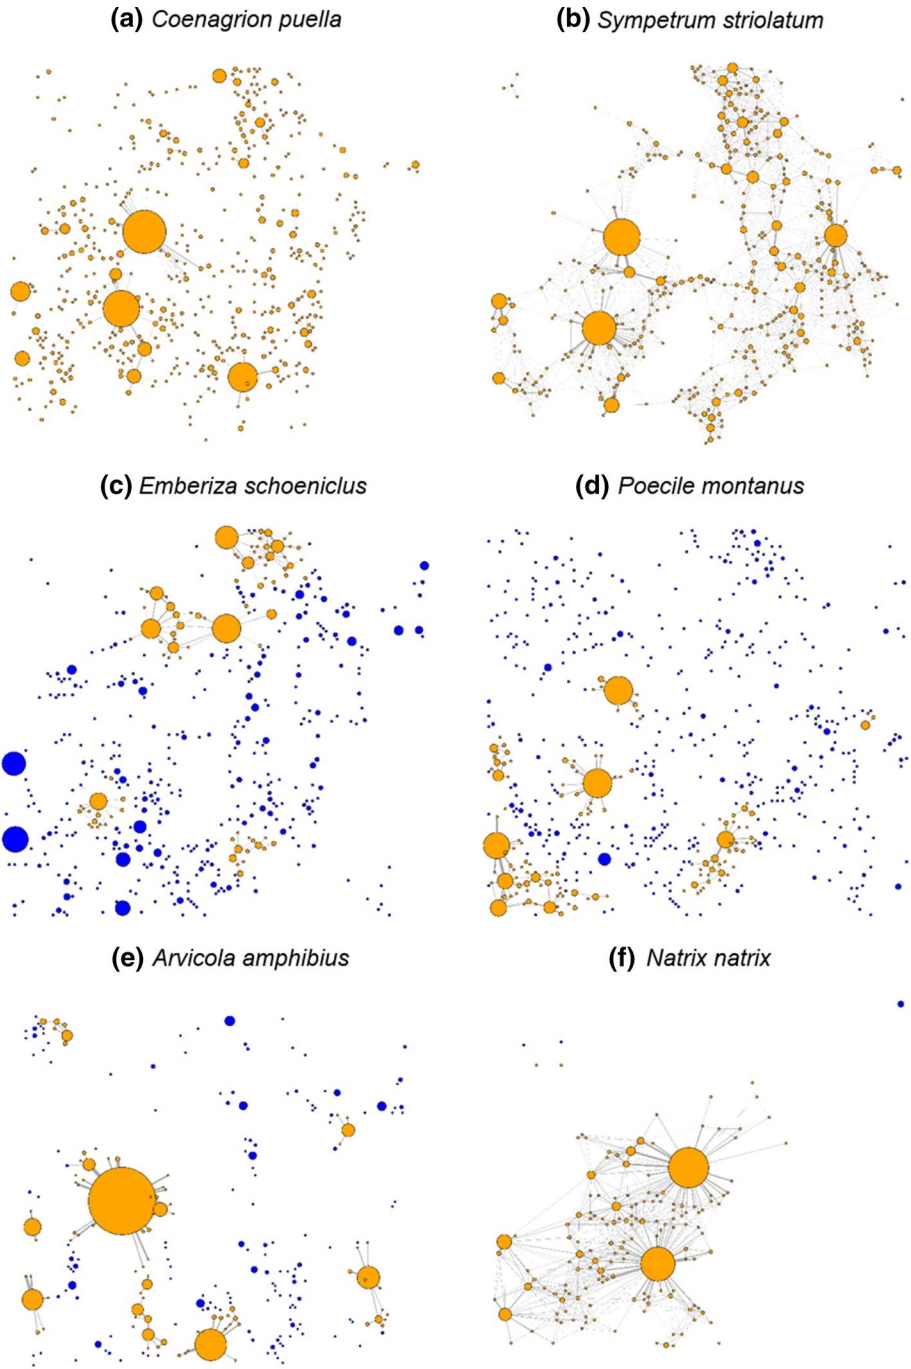 (a) Coenagrion puella
(b) Sympetrum striolatum
(c) Emberiza schoeniclus
(d) Poecile montanus
(e) Arvicola amphibius
(f) Natrix natrix